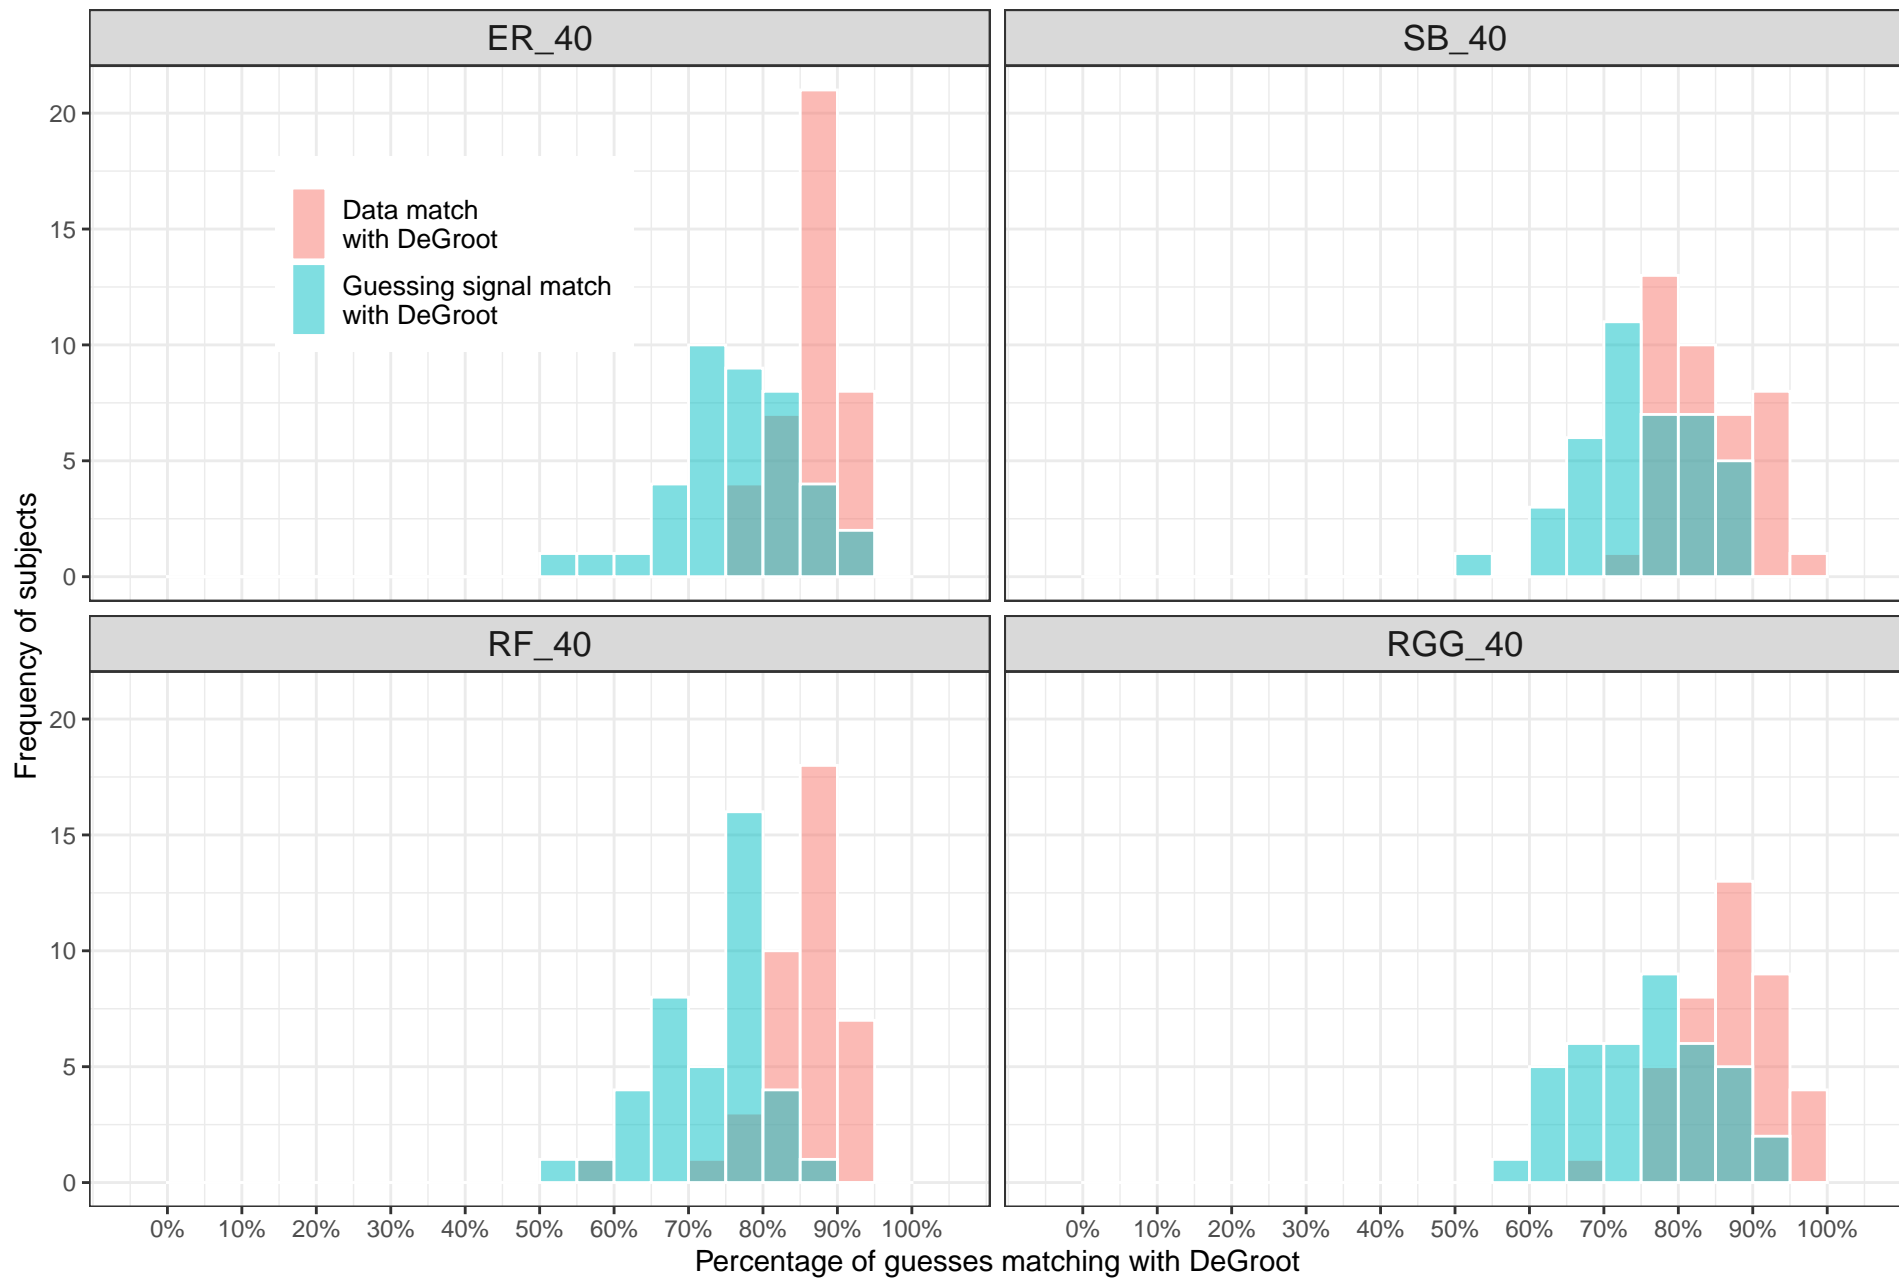 ER_40
SB_40
20
15
10
5
0
Data match
with DeGroot
Guessing signal match
with DeGroot
Frequency of subjects
RF_40
RGG_40
20
15
10
5
0
0% 10% 20% 30% 40% 50% 60% 70% 80% 90% 100%
0% 10% 20% 30% 40% 50% 60% 70% 80% 90% 100%
Percentage of guesses matching with DeGroot